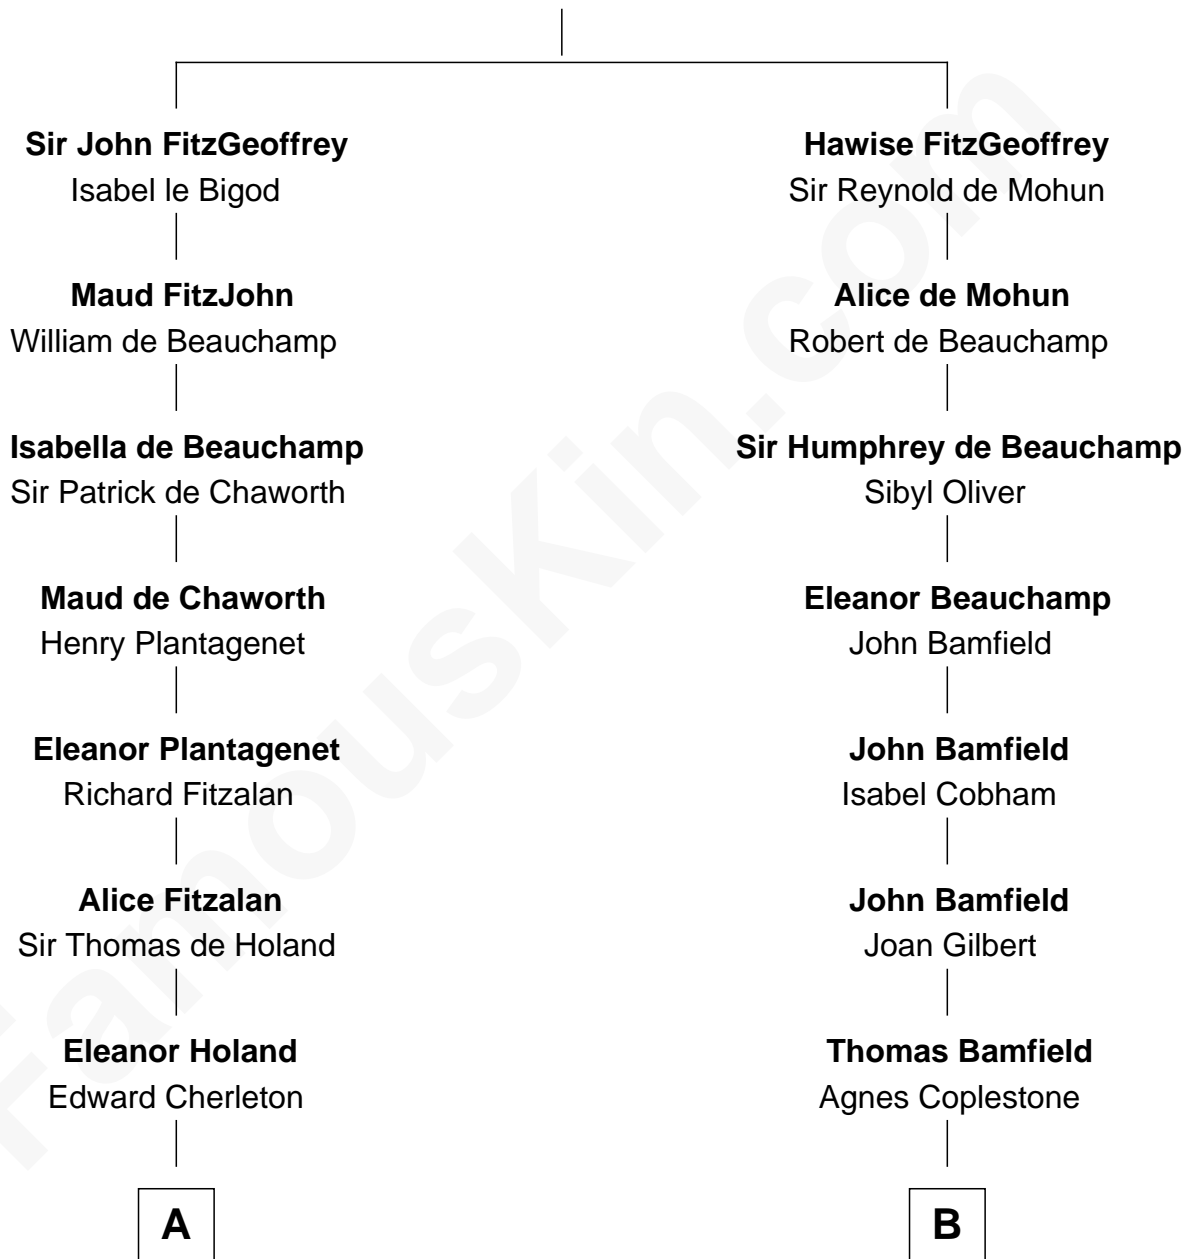 Sir John FitzGeoffrey
Isabel le Bigod
Maud FitzJohn
William de Beauchamp
Isabella de Beauchamp
Sir Patrick de Chaworth
Maud de Chaworth
Henry Plantagenet
Eleanor Plantagenet
Richard Fitzalan
Alice Fitzalan
Sir Thomas de Holand
Eleanor Holand
Edward Cherleton
A
Hawise FitzGeoffrey
Sir Reynold de Mohun
Alice de Mohun
Robert de Beauchamp
Sir Humphrey de Beauchamp
Sibyl Oliver
Eleanor Beauchamp
John Bamfield
John Bamfield
Isabel Cobham
John Bamfield
Joan Gilbert
Thomas Bamfield
Agnes Coplestone
B
FamousKin.com